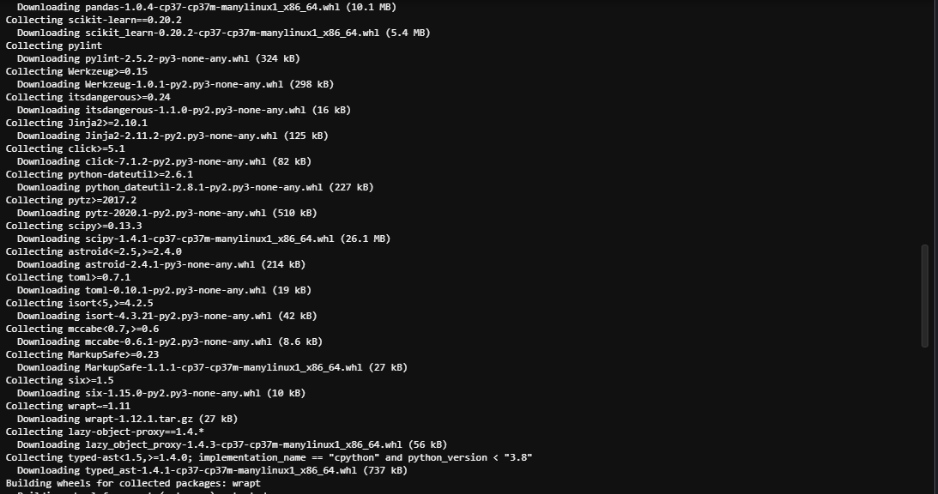 Downloading pandas-1.0.4-cp37-cp37m-manylinux1_x86_64.whl (10.1 MB)
Collecting scikit-learn==0.20.2
Downloading scikit_learn-0.20.2-cp37-cp37m-manylinux1_x86_64.whl (5.4 MB)
Collecting pylint
Downloading pylint-2.5.2-py3-none-any.whl (324 kB)
Collecting Werkzeug>=0.15
Downloading Werkzeug-1.0.1-py2.py3-none-any.whl (298 kB)
Collecting itsdangerous>=0.24
Downloading itsdangerous-1.1.0-py2.py3-none-any.whl (16 kB)
Collecting Jinja2>=2.10.1
Downloading Jinja2-2.11.2-py2.py3-none-any.whl (125 kB)
Collecting click>=5.1
Downloading click-7.1.2-py2.py3-none-any.whl (82 kB)
Collecting python-dateutil>=2.6.1
Downloading python_dateutil-2.8.1-py2.py3-none-any.whl (227 kB)
Collecting pytz>=2017.2
Downloading pytz-2020.1-py2.py3-none-any.whl (510 kB)
Collecting scipy>=0.13.3
Downloading scipy-1.4.1-cp37-cp37m-manylinux1_x86_64.whl (26.1 MB)
Collecting astroid<=2.5,>=2.4.0
Downloading astroid-2.4.1-py3-none-any.whl (214 kB)
Collecting toml>=0.7.1
Downloading toml-0.10.1-py2.py3-none-any.whl (19 kB)
Collecting isort<5,>=4.2.5
Downloading isort-4.3.21-py2.py3-none-any.whl (42 kB)
Collecting mccabe<0.7,>=0.6
Downloading mccabe-0.6.1-py2.py3-none-any.whl (8.6 kB)
Collecting MarkupSafe>=0.23
Downloading MarkupSafe-1.1.1-cp37-cp37m-manylinux1_x86_64.whl (27 kB)
Collecting six>=1.5
Downloading six-1.15.0-py2.py3-none-any.whl (10 kB)
Collecting wrapt~=1.11
Downloading wrapt-1.12.1.tar.gz (27 kB)
Collecting lazy-object-proxy==1.4.*
Downloading lazy_object_proxy-1.4.3-cp37-cp37m-manylinux1_x86_64.whl (56 kB)
Collecting typed-ast<1.5,>=1.4.0; implementation_name == "cpython" and python_version < "3.8"
Downloading typed_ast-1.4.1-cp37-cp37m-manylinux1_x86_64.whl (737 kB)
Building wheels for collected packages: wrapt